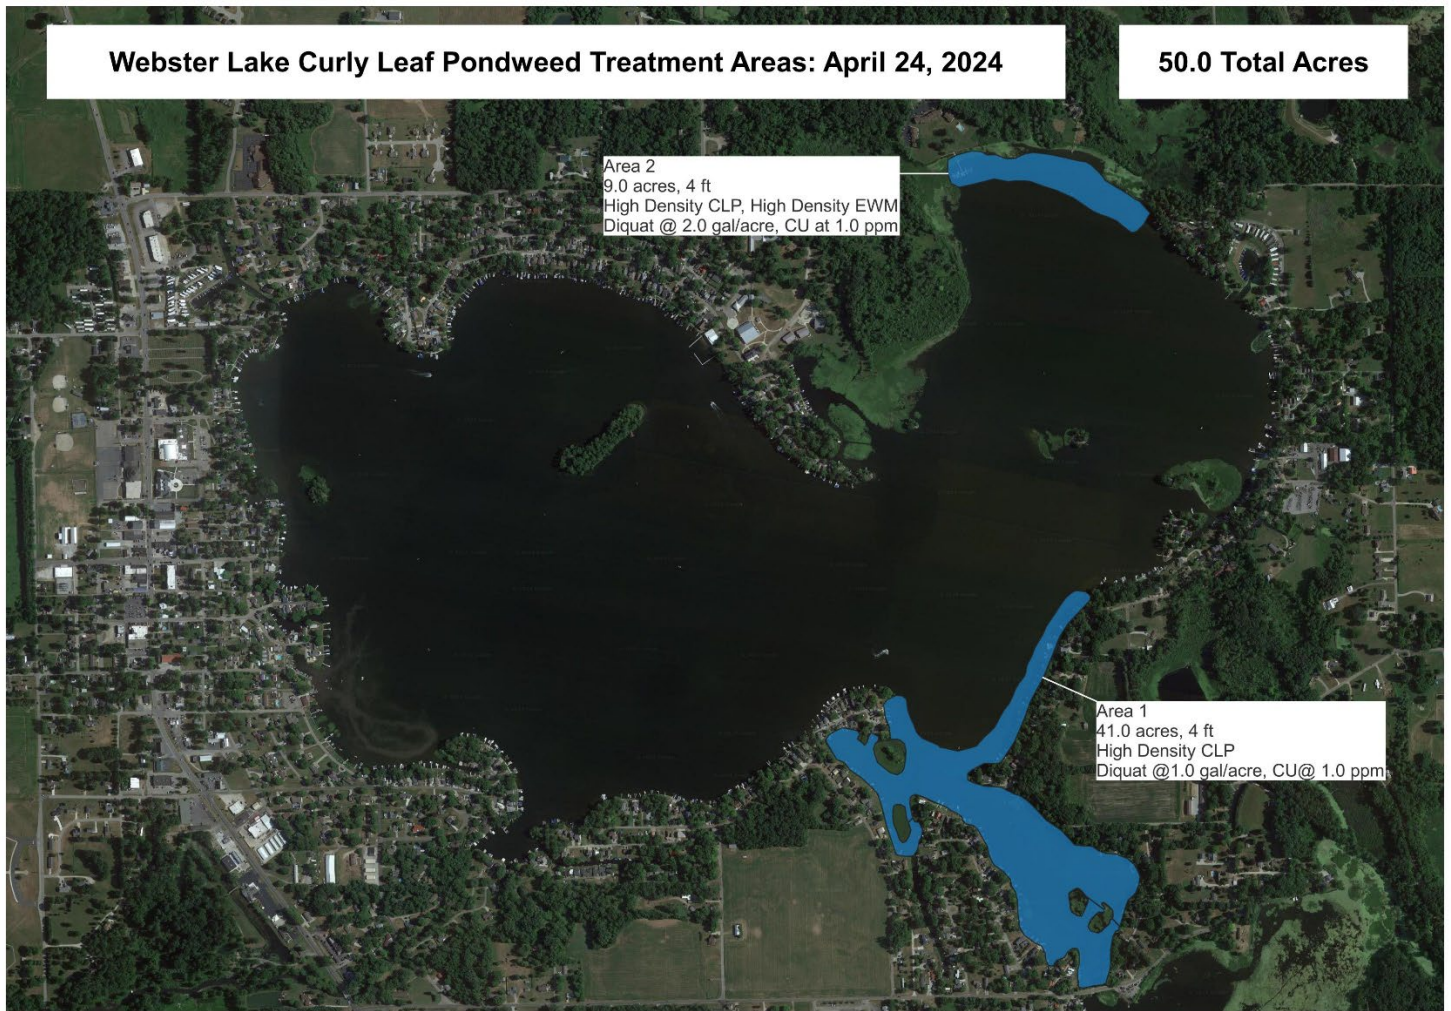 Webster Lake Curly Leaf Pondweed Treatment Areas: April 24, 2024
50.0 Total Acres
Area 2
9.0 acres, 4 ft
High Density CLP, High Density EWM
Diquat @ 2.0 gal/acre, CU at 1.0 ppm
Area 1
41.0 acres, 4 ft
High Density CLP
Diquat @1.0 gal/acre, CU@ 1.0 ppm